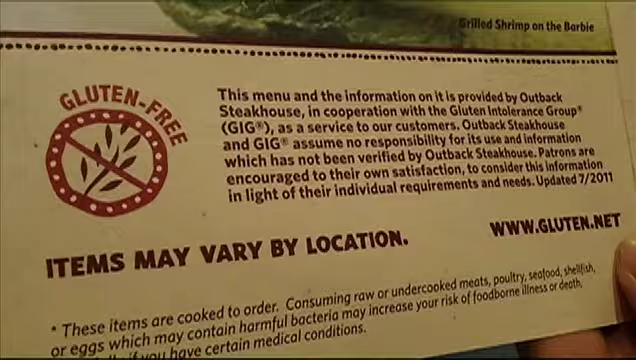 Grilled Shrimp on the Barbie
GLUTEN-FREE
This menu and the information on it is provided by Outback
Steakhouse, in cooperation with the Gluten Intolerance Group®
(GIG®), as a service to our customers. Outback Steakhouse
and GIG® assume no responsibility for its use and information
which has not been verified by Outback Steakhouse. Patrons are
encouraged to their own satisfaction, to consider this information
in light of their individual requirements and needs. Updated 7/2011
WWW.GLUTEN.NET
ITEMS MAY VARY BY LOCATION.
* These items are cooked to order. Consuming raw or undercooked meats, poultry, seafood, shellfish,
or eggs which may contain harmful bacteria may increase your risk of foodborne illness or death,
if you have certain medical conditions.